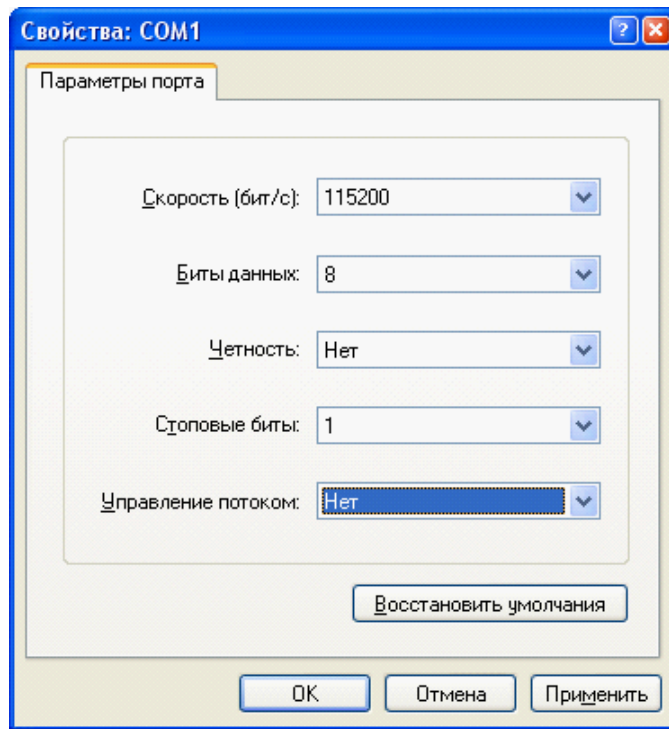 Свойства: COM1
?
Параметры порта
Скорость (бит/с): 115200
Биты данных: 8
Четность: Нет
Стоповые биты: 1
Управление потоком: Нет
Восстановить умолчания
OK Отмена Применить